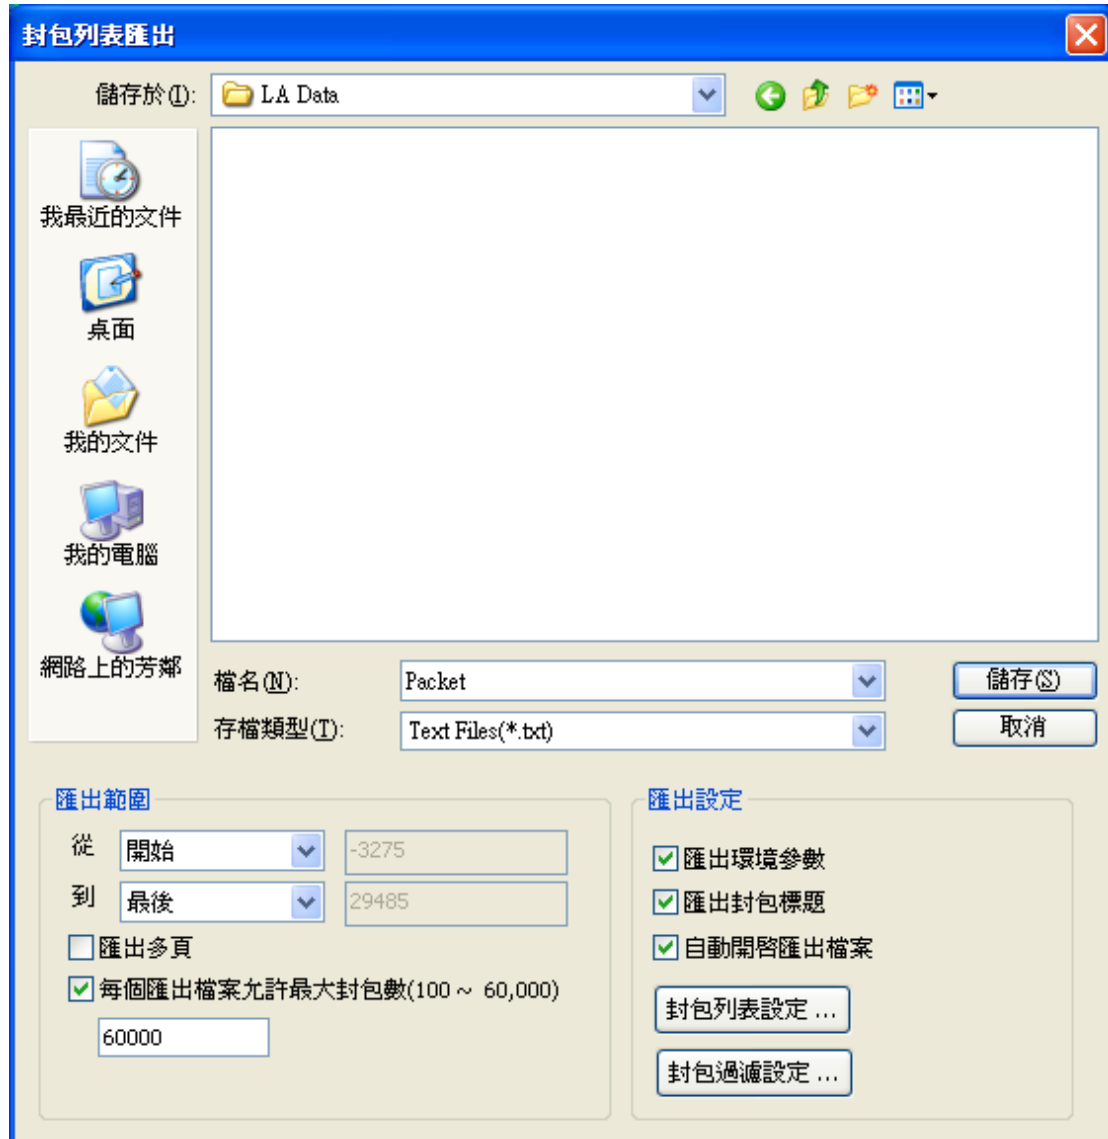 封包列表匯出
儲存於(I): LA Data
我最近的文件
桌面
我的文件
我的電腦
網路上的芳鄰
檔名(N): Packet 儲存(S)
存檔類型(T): Text Files(*.txt) 取消
匯出範圍
從 開始 -3275
到 最後 29485
匯出多頁
每個匯出檔案允許最大封包數(100 ~ 60,000)
60000
匯出設定
匯出環境參數
匯出封包標題
自動開啓匯出檔案
封包列表設定 ...
封包過濾設定 ...